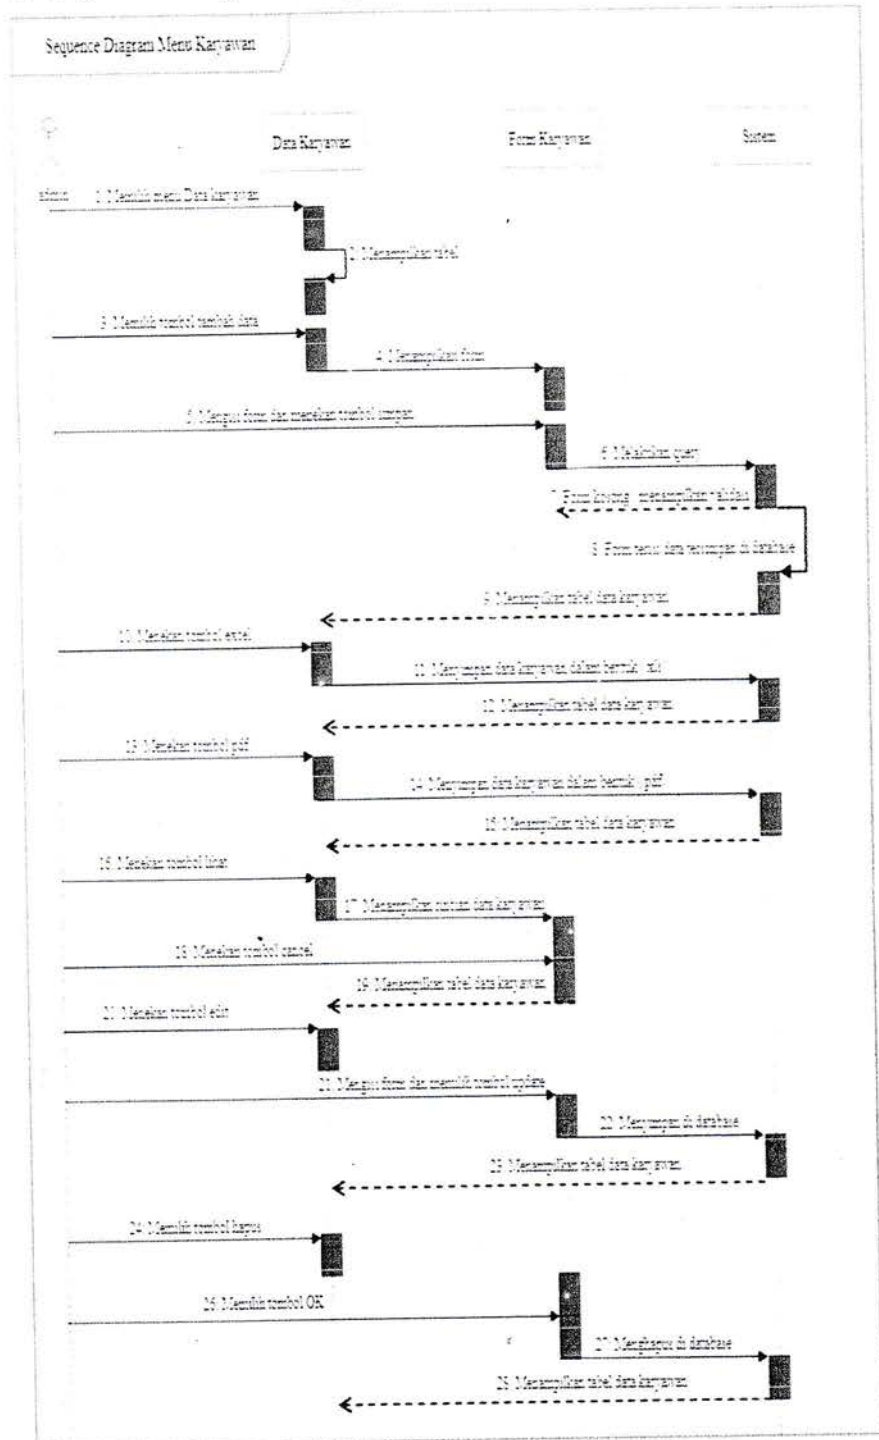 Sequence Diagram Menu Karyawan
Data Karyawan
Form Karyawan
Sistem
admin
1: Memilih menu Data karyawan
2: Menampilkan tabel
3: Memilih tombol tambah data
4: Menampilkan form
5: Mengisi form dan menekan tombol simpan
6: Melakukan query
7: Form kosong menampilkan validasi
8: Form terisi data tersimpan di database
9: Menampilkan tabel data karyawan
10: Menekan tombol excel
11: Menyimpan data karyawan dalam bentuk .xls
12: Menampilkan tabel data karyawan
13: Menekan tombol pdf
14: Menyimpan data karyawan dalam bentuk .pdf
15: Menampilkan tabel data karyawan
16: Menekan tombol lihat
17: Menampilkan rincian data karyawan
18: Menekan tombol cancel
19: Menampilkan tabel data karyawan
20: Menekan tombol edit
21: Mengisi form dan memilih tombol update
22: Menyimpan di database
23: Menampilkan tabel data karyawan
24: Memilih tombol hapus
26: Memilih tombol OK
27: Menghapus di database
28: Menampilkan tabel data karyawan